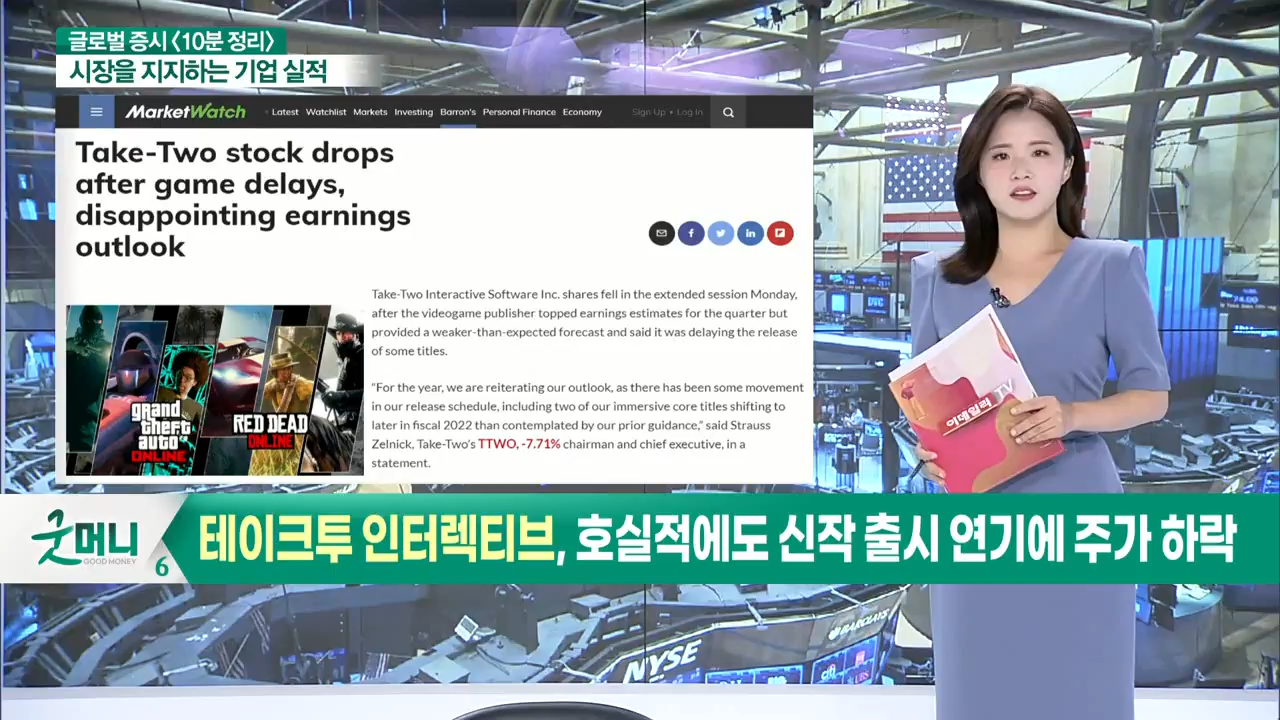 글로벌 증시 〈10분 정리〉
시장을 지지하는 기업 실적
MarketWatch
Latest Watchlist Markets Investing Barron's Personal Finance Economy
Sign Up • Log In
Take-Two stock drops
after game delays,
disappointing earnings
outlook
Take-Two Interactive Software Inc. shares fell in the extended session Monday,
after the videogame publisher topped earnings estimates for the quarter but
provided a weaker-than-expected forecast and said it was delaying the release
of some titles.
"For the year, we are reiterating our outlook, as there has been some movement
in our release schedule, including two of our immersive core titles shifting to
later in fiscal 2022 than contemplated by our prior guidance," said Strauss
Zelnick, Take-Two's TTWO, -7.71% chairman and chief executive, in a
statement.
grand
theft
auto
ONLINE
RED DEAD
ONLINE
이데일리 TV
굿머니
GOOD MONEY
6
테이크투 인터렉티브, 호실적에도 신작 출시 연기에 주가 하락
NYSE
BARCLAYS
citi
UBS
DTC